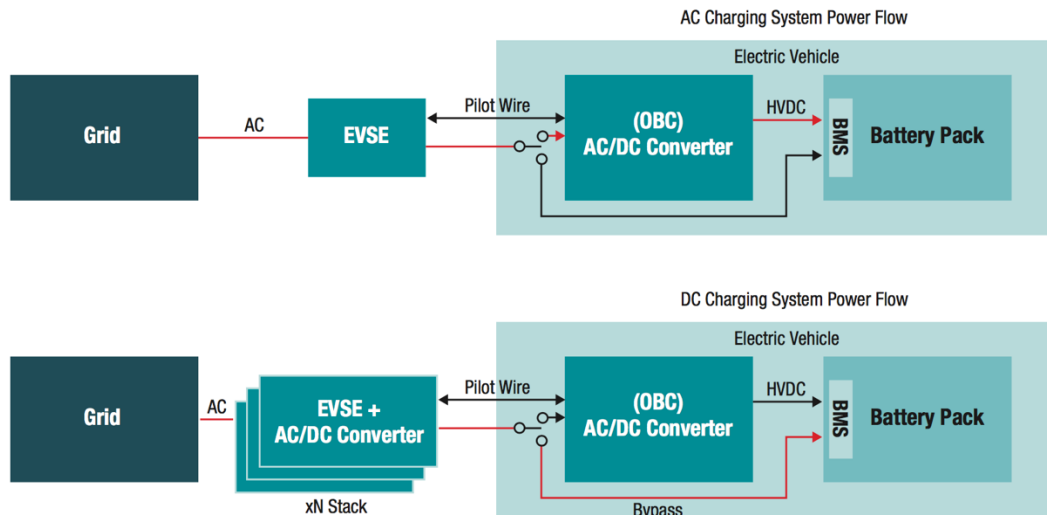 AC Charging System Power Flow
Electric Vehicle
Grid
AC
EVSE
Pilot Wire
(OBC)
AC/DC Converter
HVDC
BMS
Battery Pack
DC Charging System Power Flow
Electric Vehicle
Grid
AC
EVSE +
AC/DC Converter
xN Stack
Pilot Wire
(OBC)
AC/DC Converter
HVDC
BMS
Battery Pack
Bypass